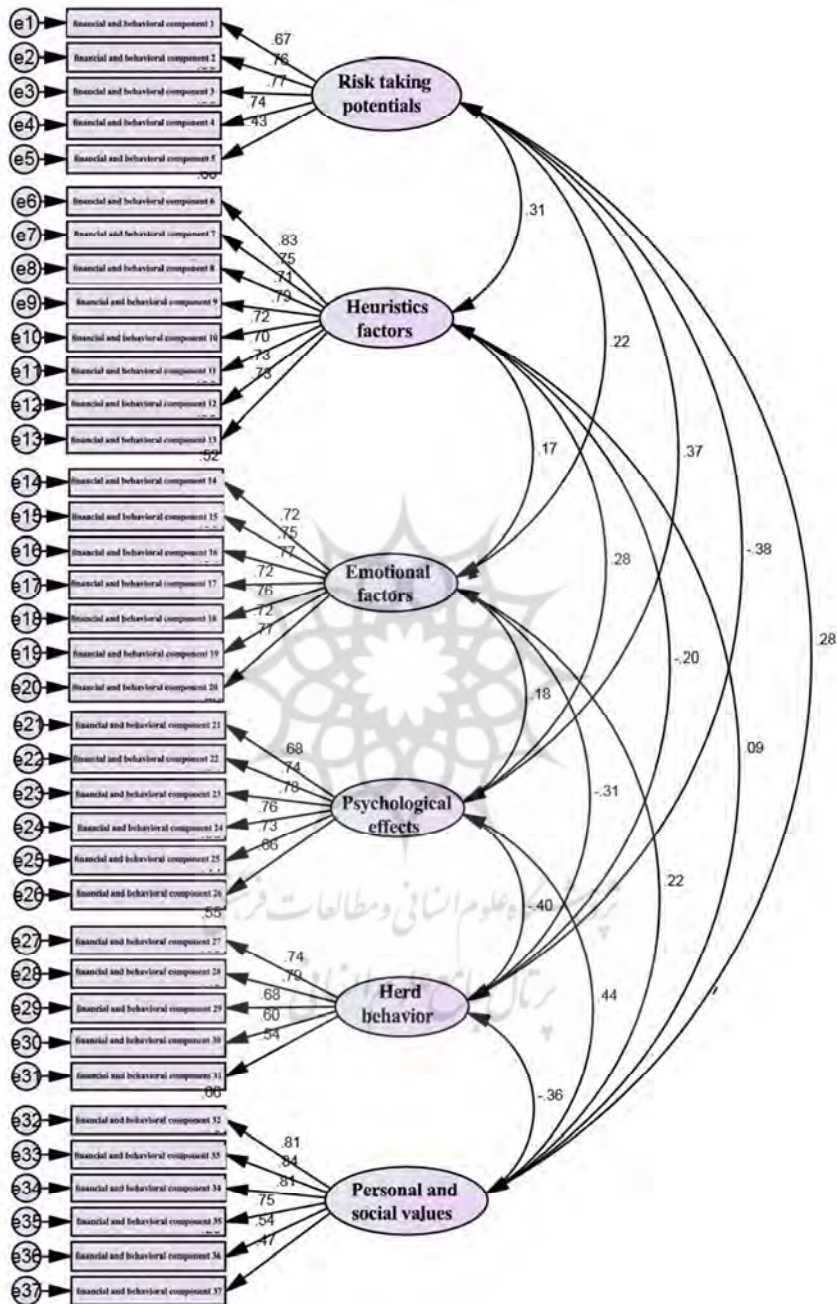 e1 financial and behavioral component 1
e2 financial and behavioral component 2
e3 financial and behavioral component 3
e4 financial and behavioral component 4
e5 financial and behavioral component 5
.67
.76
.77
.74
.43
Risk taking
potentials
e6 financial and behavioral component 6
e7 financial and behavioral component 7
e8 financial and behavioral component 8
e9 financial and behavioral component 9
e10 financial and behavioral component 10
e11 financial and behavioral component 11
e12 financial and behavioral component 12
e13 financial and behavioral component 13
.83
.75
.71
.79
.72
.70
.73
.73
Heuristics
factors
.52
e14 financial and behavioral component 14
e15 financial and behavioral component 15
e16 financial and behavioral component 16
e17 financial and behavioral component 17
e18 financial and behavioral component 18
e19 financial and behavioral component 19
e20 financial and behavioral component 20
.72
.75
.77
.72
.76
.72
.77
Emotional
factors
e21 financial and behavioral component 21
e22 financial and behavioral component 22
e23 financial and behavioral component 23
e24 financial and behavioral component 24
e25 financial and behavioral component 25
e26 financial and behavioral component 26
.68
.74
.78
.76
.73
Psychological
effects
.55
e27 financial and behavioral component 27
e28 financial and behavioral component 28
e29 financial and behavioral component 29
e30 financial and behavioral component 30
e31 financial and behavioral component 31
.74
.79
.68
.60
.54
Herd
behavior
e32 financial and behavioral component 32
e33 financial and behavioral component 33
e34 financial and behavioral component 34
e35 financial and behavioral component 35
e36 financial and behavioral component 36
e37 financial and behavioral component 37
.81
.84
.81
.75
.54
.47
Personal and
social values
.31
.22
.17
.37
.28
-.38
.28
-.20
.18
.09
-.31
.22
-.40
.44
-.36
پژوهشگاه علوم انسانی و مطالعات فرهنگی
پرتال جامع علوم انسانی